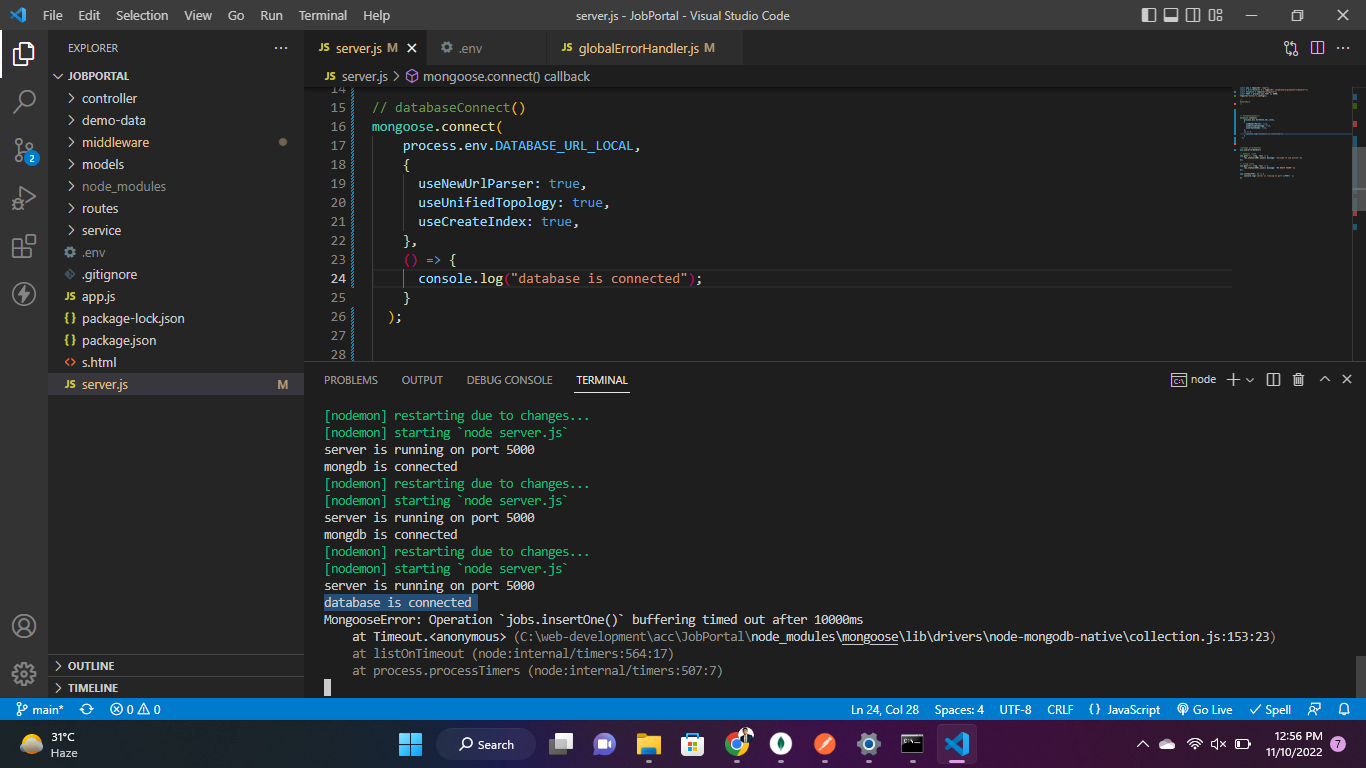 File Edit Selection View Go Run Terminal Help
server.js - JobPortal - Visual Studio Code
EXPLORER
JOBPORTAL
controller
demo-data
middleware
models
node_modules
routes
service
.env
.gitignore
JS app.js
{} package-lock.json
{} package.json
<> s.html
JS server.js M
OUTLINE
TIMELINE
2
JS server.js M
.env
JS globalErrorHandler.js M
JS server.js > mongoose.connect() callback
14
15 // databaseConnect()
16 mongoose.connect(
17 process.env.DATABASE_URL_LOCAL,
18 {
19 useNewUrlParser: true,
20 useUnifiedTopology: true,
21 useCreateIndex: true,
22 },
23 () => {
24 console.log("database is connected");
25 }
26 );
27
28
PROBLEMS OUTPUT DEBUG CONSOLE TERMINAL
node
[nodemon] restarting due to changes...
[nodemon] starting `node server.js`
server is running on port 5000
mongdb is connected
[nodemon] restarting due to changes...
[nodemon] starting `node server.js`
server is running on port 5000
mongdb is connected
[nodemon] restarting due to changes...
[nodemon] starting `node server.js`
server is running on port 5000
database is connected
MongooseError: Operation `jobs.insertOne()` buffering timed out after 10000ms
at Timeout.<anonymous> (C:\web-development\acc\JobPortal\node_modules\mongoose\lib\drivers\node-mongodb-native\collection.js:153:23)
at listOnTimeout (node:internal/timers:564:17)
at process.processTimers (node:internal/timers:507:7)
main* 0 0 Ln 24, Col 28 Spaces: 4 UTF-8 CRLF {} JavaScript Go Live Spell
31°C
Haze
Search
12:56 PM
11/10/2022
7